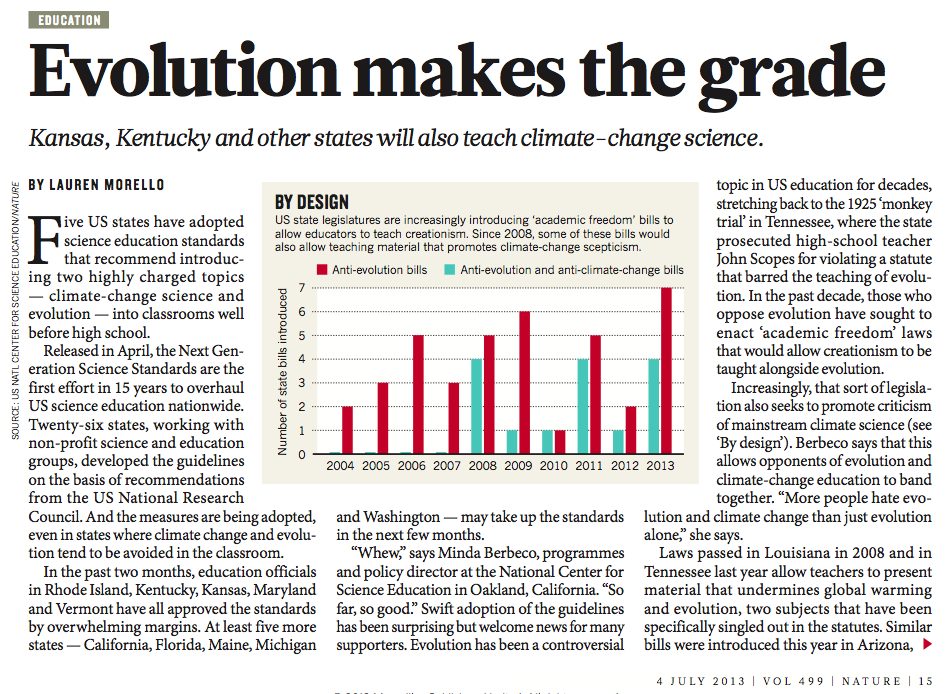 EDUCATION
Evolution makes the grade
Kansas, Kentucky and other states will also teach climate-change science.
BY LAUREN MORELLO
Five US states have adopted
science education standards
that recommend introduc-
ing two highly charged topics
— climate-change science and
evolution — into classrooms well
before high school.
Released in April, the Next Gen-
eration Science Standards are the
first effort in 15 years to overhaul
US science education nationwide.
Twenty-six states, working with
non-profit science and education
groups, developed the guidelines
on the basis of recommendations
from the US National Research
Council. And the measures are being adopted,
even in states where climate change and evolu-
tion tend to be avoided in the classroom.
In the past two months, education officials
in Rhode Island, Kentucky, Kansas, Maryland
and Vermont have all approved the standards
by overwhelming margins. At least five more
states — California, Florida, Maine, Michigan
SOURCE: US NATL CENTER FOR SCIENCE EDUCATION/NATURE
BY DESIGN
US state legislatures are increasingly introducing ‘academic freedom’ bills to
allow educators to teach creationism. Since 2008, some of these bills would
also allow teaching material that promotes climate-change scepticism.
Anti-evolution bills
Anti-evolution and anti-climate-change bills
Number of state bills introduced
7
6
5
4
3
2
1
0
2004 2005 2006 2007 2008 2009 2010 2011 2012 2013
and Washington — may take up the standards
in the next few months.
“Whew,” says Minda Berbeco, programmes
and policy director at the National Center for
Science Education in Oakland, California. “So
far, so good.” Swift adoption of the guidelines
has been surprising but welcome news for many
supporters. Evolution has been a controversial
topic in US education for decades,
stretching back to the 1925 ‘monkey
trial’ in Tennessee, where the state
prosecuted high-school teacher
John Scopes for violating a statute
that barred the teaching of evolu-
tion. In the past decade, those who
oppose evolution have sought to
enact ‘academic freedom’ laws
that would allow creationism to be
taught alongside evolution.
Increasingly, that sort of legisla-
tion also seeks to promote criticism
of mainstream climate science (see
‘By design’). Berbeco says that this
allows opponents of evolution and
climate-change education to band
together. “More people hate evo-
lution and climate change than just evolution
alone,” she says.
Laws passed in Louisiana in 2008 and in
Tennessee last year allow teachers to present
material that undermines global warming
and evolution, two subjects that have been
specifically singled out in the statutes. Similar
bills were introduced this year in Arizona,
4 JULY 2013 | VOL 499 | NATURE | 15